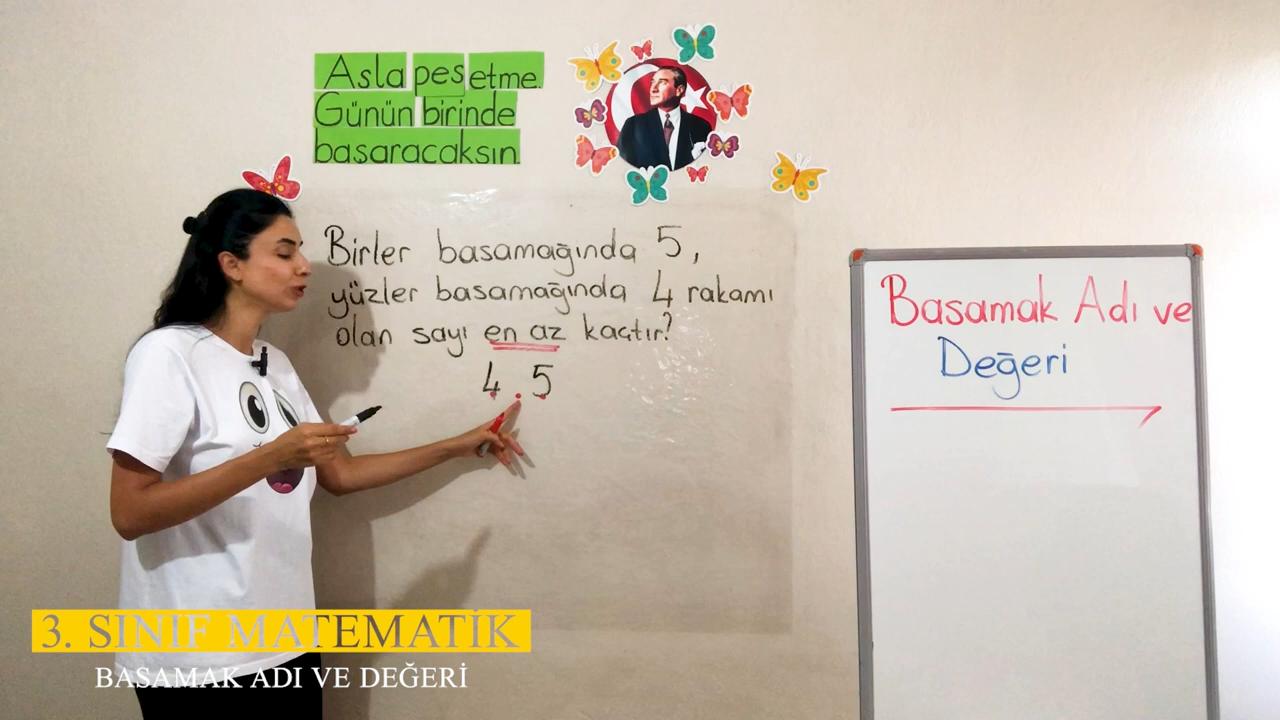 Asla pes etme.
Günün birinde
başaracaksın
Birler basamağında 5,
yüzler basamağında 4 rakamı
olan sayı en az kaçtır?
4 . 5
Basamak Adı ve
Değeri
3. SINIF MATEMATİK
BASAMAK ADI VE DEĞERİ